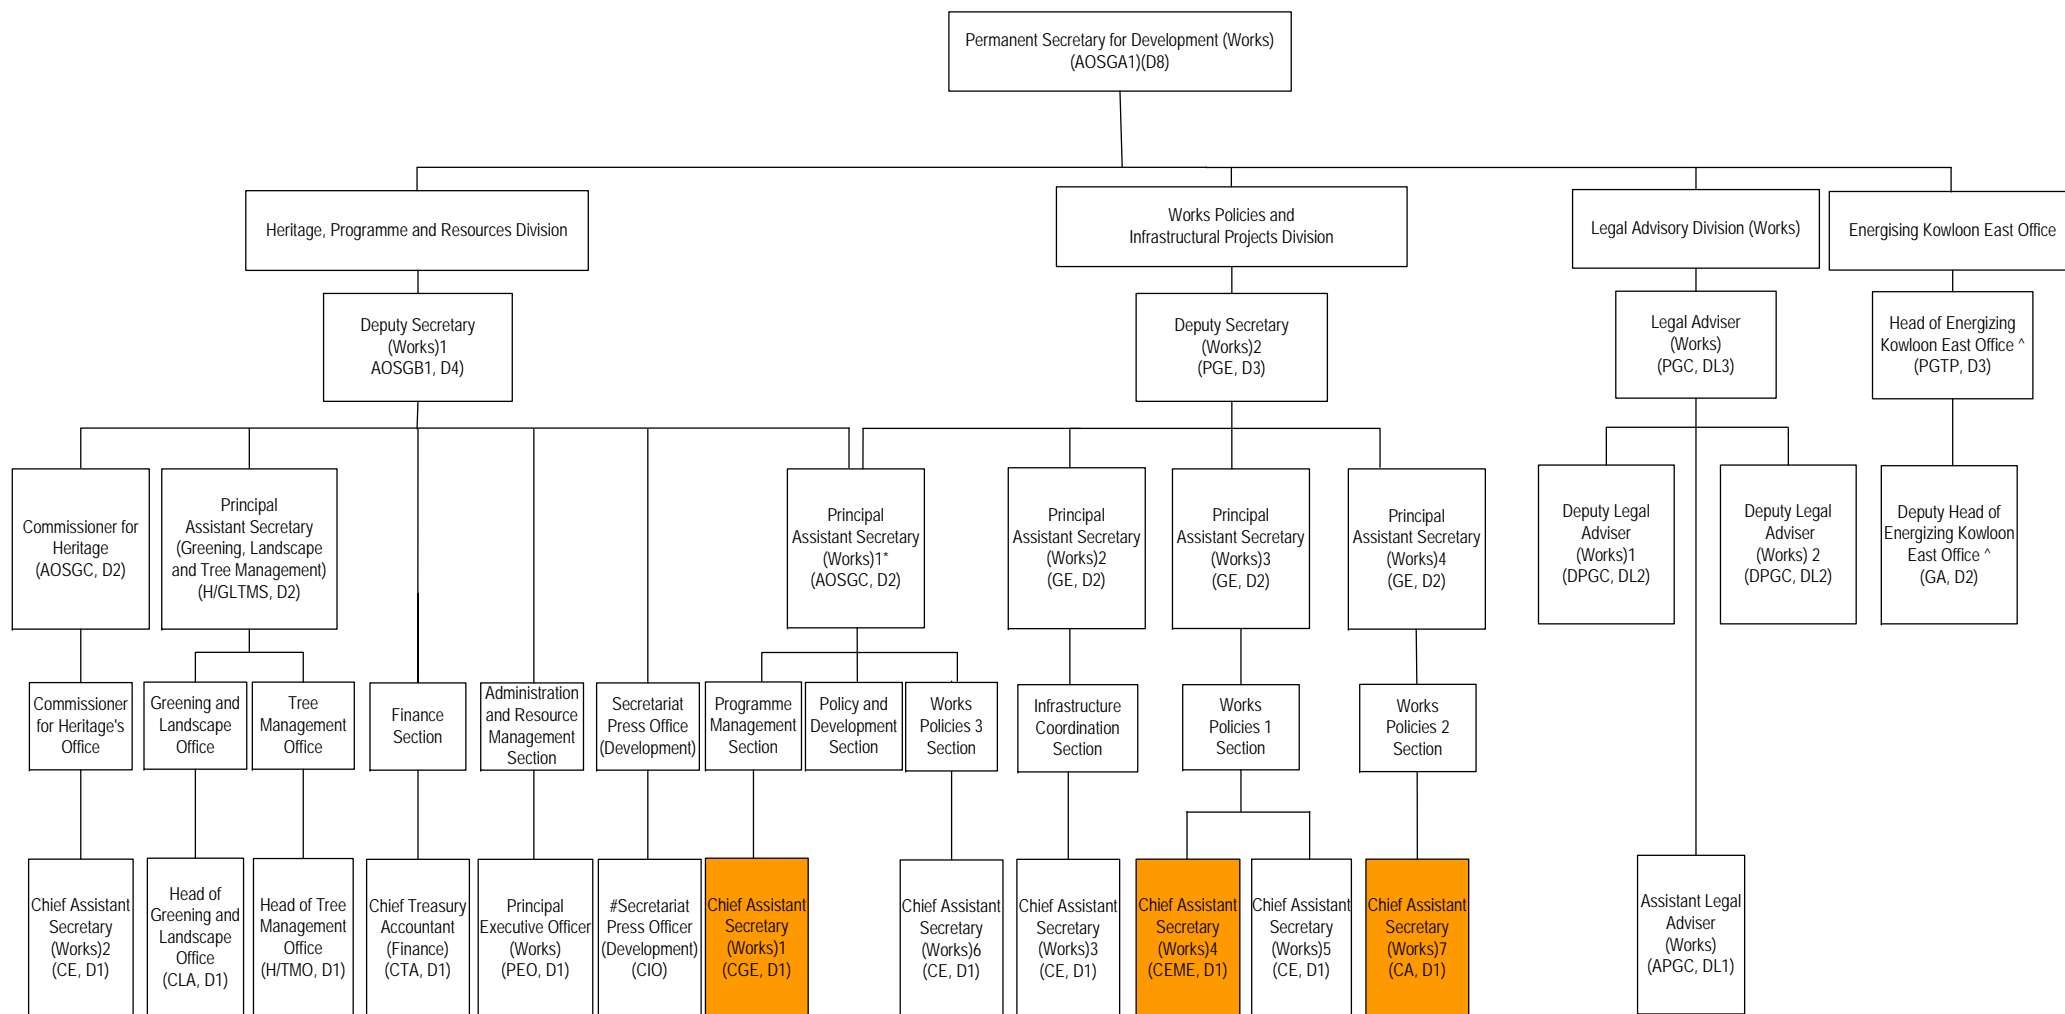 Permanent Secretary for Development (Works)
(AOSGA1)(D8)
Heritage, Programme and Resources Division
Works Policies and
Infrastructural Projects Division
Legal Advisory Division (Works)
Energising Kowloon East Office
Deputy Secretary
(Works)1
AOSGB1, D4)
Deputy Secretary
(Works)2
(PGE, D3)
Legal Adviser
(Works)
(PGC, DL3)
Head of Energizing
Kowloon East Office ^
(PGTP, D3)
Commissioner for
Heritage
(AOSGC, D2)
Principal
Assistant Secretary
(Greening, Landscape
and Tree Management)
(H/GLTMS, D2)
Principal
Assistant Secretary
(Works)1*
(AOSGC, D2)
Principal
Assistant Secretary
(Works)2
(GE, D2)
Principal
Assistant Secretary
(Works)3
(GE, D2)
Principal
Assistant Secretary
(Works)4
(GE, D2)
Deputy Legal
Adviser
(Works)1
(DPGC, DL2)
Deputy Legal
Adviser
(Works) 2
(DPGC, DL2)
Deputy Head of
Energizing Kowloon
East Office ^
(GA, D2)
Commissioner
for Heritage's
Office
Greening and
Landscape
Office
Tree
Management
Office
Finance
Section
Administration
and Resource
Management
Section
Secretariat
Press Office
(Development)
Programme
Management
Section
Policy and
Development
Section
Works
Policies 3
Section
Infrastructure
Coordination
Section
Works
Policies 1
Section
Works
Policies 2
Section
Chief Assistant
Secretary
(Works)2
(CE, D1)
Head of
Greening and
Landscape
Office
(CLA, D1)
Head of Tree
Management
Office
(H/TMO, D1)
Chief Treasury
Accountant
(Finance)
(CTA, D1)
Principal
Executive Officer
(Works)
(PEO, D1)
#Secretariat
Press Officer
(Development)
(CIO)
Chief Assistant
Secretary
(Works)1
(CGE, D1)
Chief Assistant
Secretary
(Works)6
(CE, D1)
Chief Assistant
Secretary
(Works)3
(CE, D1)
Chief Assistant
Secretary
(Works)4
(CEME, D1)
Chief Assistant
Secretary
(Works)5
(CE, D1)
Chief Assistant
Secretary
(Works)7
(CA, D1)
Assistant Legal
Adviser
(Works)
(APGC, DL1)